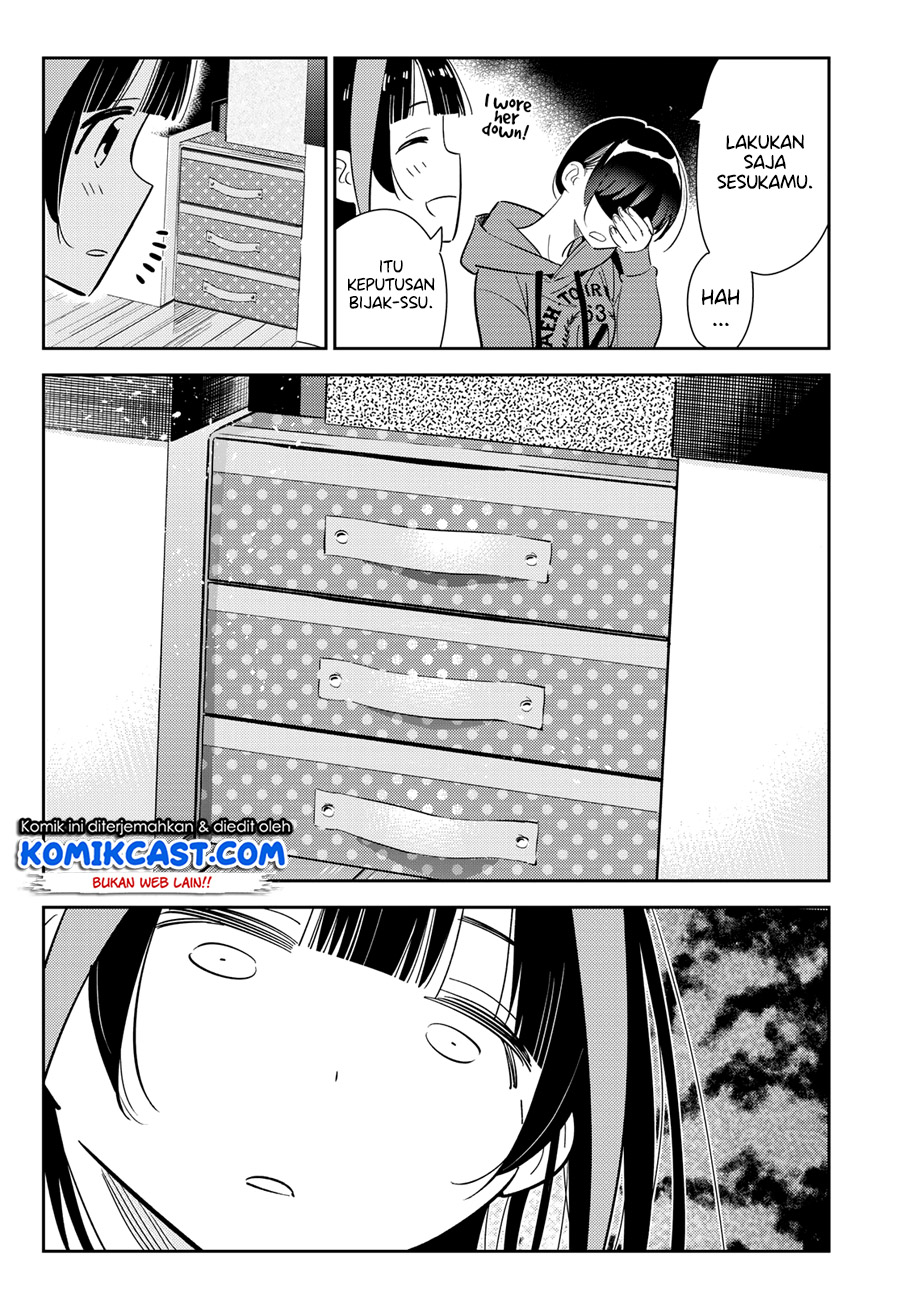 LAKUKAN
SAJA
SESUKAMU.
HAH
...
I wore
her
down!
ITU
KEPUTUSAN
BIJAK-SSU.
63
Komik ini diterjemahkan & diedit oleh
KOMIKCAST.COM
BUKAN WEB LAIN!!